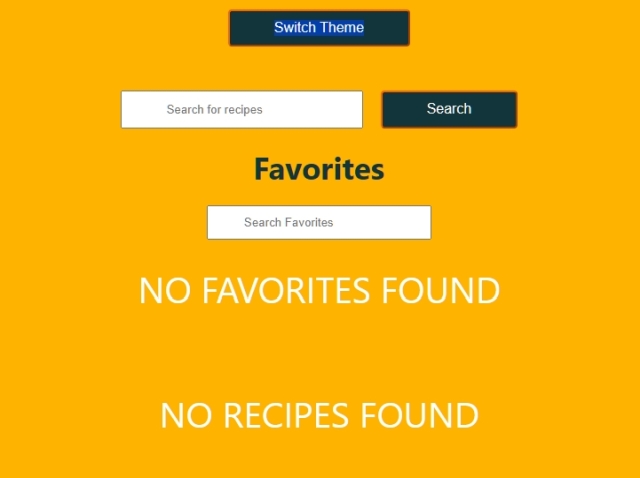 Switch Theme
Search for recipes
Search
Favorites
Search Favorites
NO FAVORITES FOUND
NO RECIPES FOUND